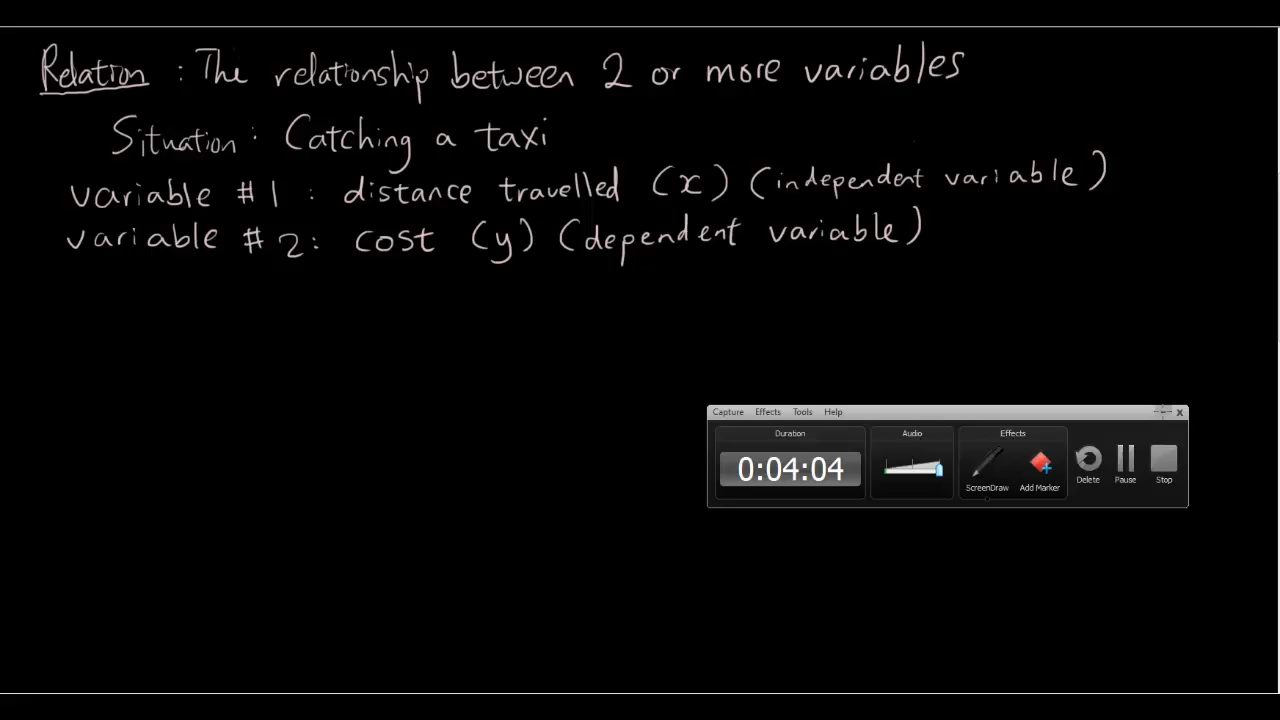 Relation : The relationship between 2 or more variables
Situation : Catching a taxi
variable #1 : distance travelled (x) (independent variable)
variable #2: cost (y) (dependent variable)
Capture Effects Tools Help
Duration Audio Effects
0:04:04
ScreenDraw Add Marker Delete Pause Stop